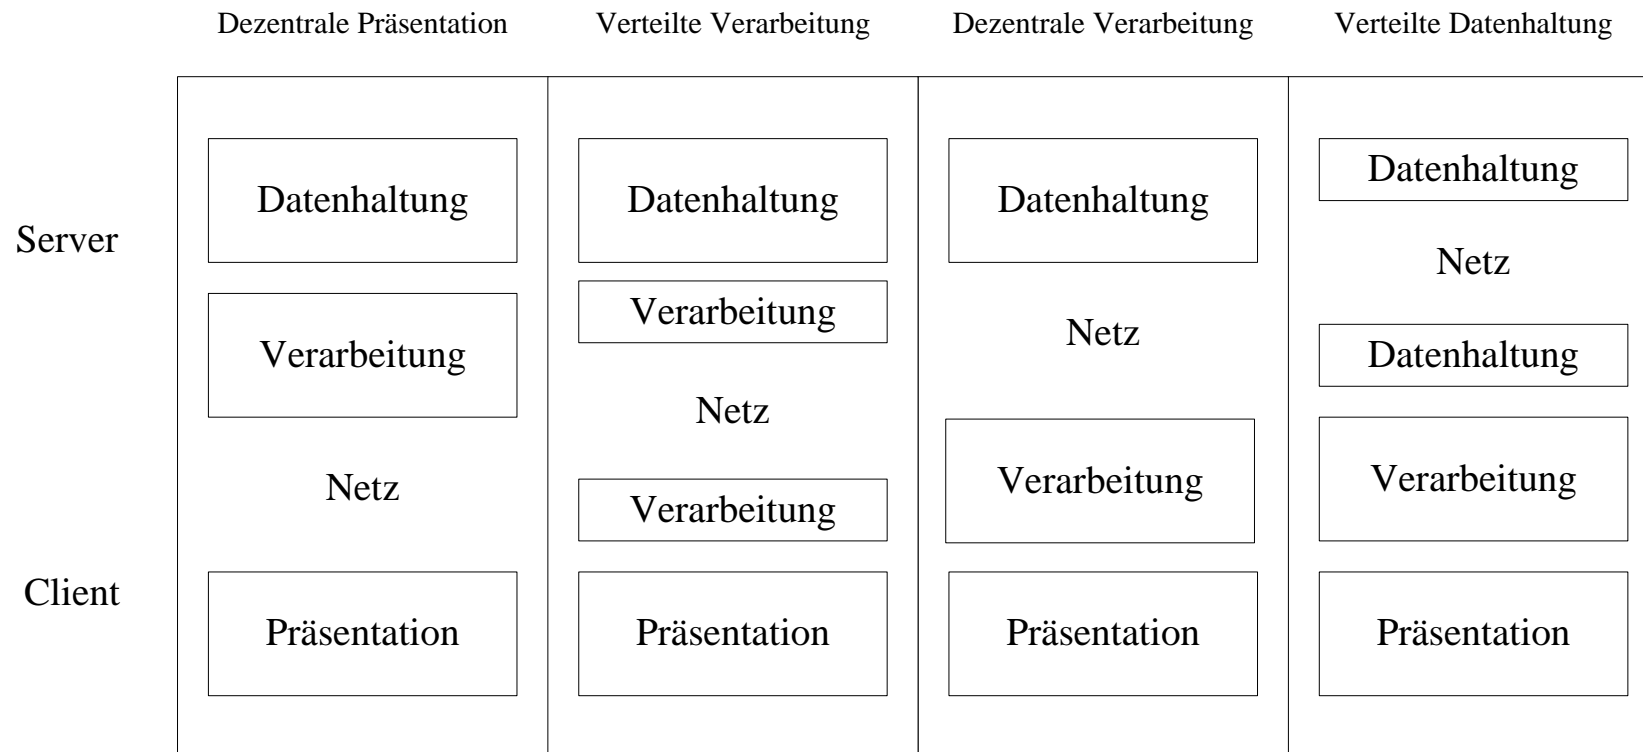 Dezentrale Präsentation
Verteilte Verarbeitung
Dezentrale Verarbeitung
Verteilte Datenhaltung
Server
Client
Datenhaltung
Verarbeitung
Netz
Präsentation
Datenhaltung
Verarbeitung
Netz
Verarbeitung
Präsentation
Datenhaltung
Netz
Verarbeitung
Präsentation
Datenhaltung
Netz
Datenhaltung
Verarbeitung
Präsentation